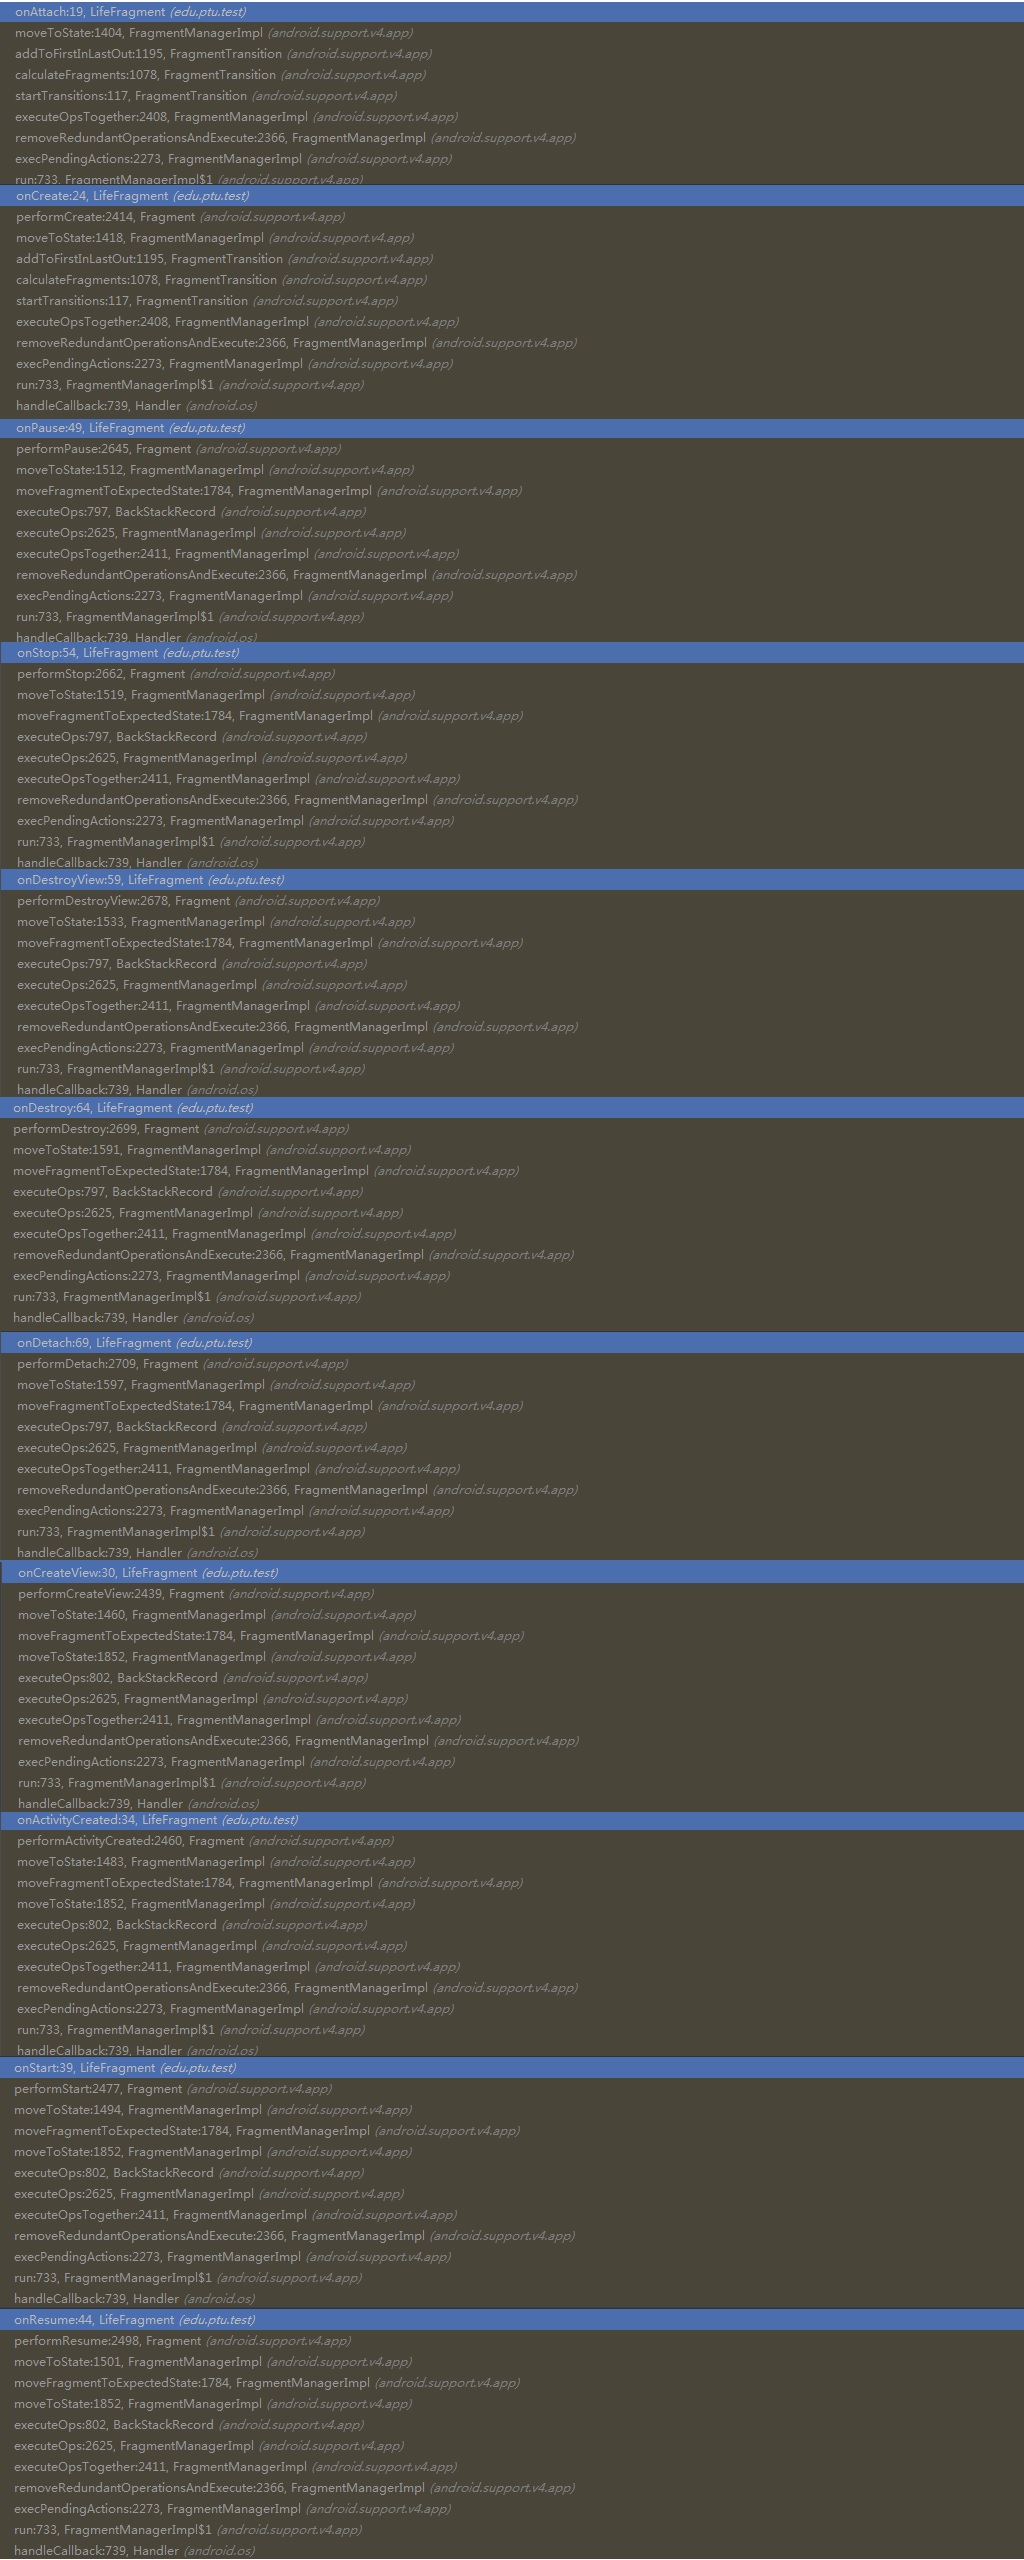 onAttach:19, LifeFragment (edu.ptu.test)
moveToState:1404, FragmentManagerImpl (android.support.v4.app)
addToFirstInLastOut:1195, FragmentTransition (android.support.v4.app)
calculateFragments:1078, FragmentTransition (android.support.v4.app)
startTransitions:117, FragmentTransition (android.support.v4.app)
executeOpsTogether:2408, FragmentManagerImpl (android.support.v4.app)
removeRedundantOperationsAndExecute:2366, FragmentManagerImpl (android.support.v4.app)
execPendingActions:2273, FragmentManagerImpl (android.support.v4.app)
run:733, FragmentManagerImpl$1 (android.support.v4.app)
onCreate:24, LifeFragment (edu.ptu.test)
performCreate:2414, Fragment (android.support.v4.app)
moveToState:1418, FragmentManagerImpl (android.support.v4.app)
addToFirstInLastOut:1195, FragmentTransition (android.support.v4.app)
calculateFragments:1078, FragmentTransition (android.support.v4.app)
startTransitions:117, FragmentTransition (android.support.v4.app)
executeOpsTogether:2408, FragmentManagerImpl (android.support.v4.app)
removeRedundantOperationsAndExecute:2366, FragmentManagerImpl (android.support.v4.app)
execPendingActions:2273, FragmentManagerImpl (android.support.v4.app)
run:733, FragmentManagerImpl$1 (android.support.v4.app)
handleCallback:739, Handler (android.os)
onPause:49, LifeFragment (edu.ptu.test)
performPause:2645, Fragment (android.support.v4.app)
moveToState:1512, FragmentManagerImpl (android.support.v4.app)
moveFragmentToExpectedState:1784, FragmentManagerImpl (android.support.v4.app)
executeOps:797, BackStackRecord (android.support.v4.app)
executeOps:2625, FragmentManagerImpl (android.support.v4.app)
executeOpsTogether:2411, FragmentManagerImpl (android.support.v4.app)
removeRedundantOperationsAndExecute:2366, FragmentManagerImpl (android.support.v4.app)
execPendingActions:2273, FragmentManagerImpl (android.support.v4.app)
run:733, FragmentManagerImpl$1 (android.support.v4.app)
handleCallback:739, Handler (android.os)
onStop:54, LifeFragment (edu.ptu.test)
performStop:2662, Fragment (android.support.v4.app)
moveToState:1519, FragmentManagerImpl (android.support.v4.app)
moveFragmentToExpectedState:1784, FragmentManagerImpl (android.support.v4.app)
executeOps:797, BackStackRecord (android.support.v4.app)
executeOps:2625, FragmentManagerImpl (android.support.v4.app)
executeOpsTogether:2411, FragmentManagerImpl (android.support.v4.app)
removeRedundantOperationsAndExecute:2366, FragmentManagerImpl (android.support.v4.app)
execPendingActions:2273, FragmentManagerImpl (android.support.v4.app)
run:733, FragmentManagerImpl$1 (android.support.v4.app)
handleCallback:739, Handler (android.os)
onDestroyView:59, LifeFragment (edu.ptu.test)
performDestroyView:2678, Fragment (android.support.v4.app)
moveToState:1533, FragmentManagerImpl (android.support.v4.app)
moveFragmentToExpectedState:1784, FragmentManagerImpl (android.support.v4.app)
executeOps:797, BackStackRecord (android.support.v4.app)
executeOps:2625, FragmentManagerImpl (android.support.v4.app)
executeOpsTogether:2411, FragmentManagerImpl (android.support.v4.app)
removeRedundantOperationsAndExecute:2366, FragmentManagerImpl (android.support.v4.app)
execPendingActions:2273, FragmentManagerImpl (android.support.v4.app)
run:733, FragmentManagerImpl$1 (android.support.v4.app)
handleCallback:739, Handler (android.os)
onDestroy:64, LifeFragment (edu.ptu.test)
performDestroy:2699, Fragment (android.support.v4.app)
moveToState:1591, FragmentManagerImpl (android.support.v4.app)
moveFragmentToExpectedState:1784, FragmentManagerImpl (android.support.v4.app)
executeOps:797, BackStackRecord (android.support.v4.app)
executeOps:2625, FragmentManagerImpl (android.support.v4.app)
executeOpsTogether:2411, FragmentManagerImpl (android.support.v4.app)
removeRedundantOperationsAndExecute:2366, FragmentManagerImpl (android.support.v4.app)
execPendingActions:2273, FragmentManagerImpl (android.support.v4.app)
run:733, FragmentManagerImpl$1 (android.support.v4.app)
handleCallback:739, Handler (android.os)
onDetach:69, LifeFragment (edu.ptu.test)
performDetach:2709, Fragment (android.support.v4.app)
moveToState:1597, FragmentManagerImpl (android.support.v4.app)
moveFragmentToExpectedState:1784, FragmentManagerImpl (android.support.v4.app)
executeOps:797, BackStackRecord (android.support.v4.app)
executeOps:2625, FragmentManagerImpl (android.support.v4.app)
executeOpsTogether:2411, FragmentManagerImpl (android.support.v4.app)
removeRedundantOperationsAndExecute:2366, FragmentManagerImpl (android.support.v4.app)
execPendingActions:2273, FragmentManagerImpl (android.support.v4.app)
run:733, FragmentManagerImpl$1 (android.support.v4.app)
handleCallback:739, Handler (android.os)
onCreateView:30, LifeFragment (edu.ptu.test)
performCreateView:2439, Fragment (android.support.v4.app)
moveToState:1460, FragmentManagerImpl (android.support.v4.app)
moveFragmentToExpectedState:1784, FragmentManagerImpl (android.support.v4.app)
moveToState:1852, FragmentManagerImpl (android.support.v4.app)
executeOps:802, BackStackRecord (android.support.v4.app)
executeOps:2625, FragmentManagerImpl (android.support.v4.app)
executeOpsTogether:2411, FragmentManagerImpl (android.support.v4.app)
removeRedundantOperationsAndExecute:2366, FragmentManagerImpl (android.support.v4.app)
execPendingActions:2273, FragmentManagerImpl (android.support.v4.app)
run:733, FragmentManagerImpl$1 (android.support.v4.app)
handleCallback:739, Handler (android.os)
onActivityCreated:34, LifeFragment (edu.ptu.test)
performActivityCreated:2460, Fragment (android.support.v4.app)
moveToState:1483, FragmentManagerImpl (android.support.v4.app)
moveFragmentToExpectedState:1784, FragmentManagerImpl (android.support.v4.app)
moveToState:1852, FragmentManagerImpl (android.support.v4.app)
executeOps:802, BackStackRecord (android.support.v4.app)
executeOps:2625, FragmentManagerImpl (android.support.v4.app)
executeOpsTogether:2411, FragmentManagerImpl (android.support.v4.app)
removeRedundantOperationsAndExecute:2366, FragmentManagerImpl (android.support.v4.app)
execPendingActions:2273, FragmentManagerImpl (android.support.v4.app)
run:733, FragmentManagerImpl$1 (android.support.v4.app)
handleCallback:739, Handler (android.os)
onStart:39, LifeFragment (edu.ptu.test)
performStart:2477, Fragment (android.support.v4.app)
moveToState:1494, FragmentManagerImpl (android.support.v4.app)
moveFragmentToExpectedState:1784, FragmentManagerImpl (android.support.v4.app)
moveToState:1852, FragmentManagerImpl (android.support.v4.app)
executeOps:802, BackStackRecord (android.support.v4.app)
executeOps:2625, FragmentManagerImpl (android.support.v4.app)
executeOpsTogether:2411, FragmentManagerImpl (android.support.v4.app)
removeRedundantOperationsAndExecute:2366, FragmentManagerImpl (android.support.v4.app)
execPendingActions:2273, FragmentManagerImpl (android.support.v4.app)
run:733, FragmentManagerImpl$1 (android.support.v4.app)
handleCallback:739, Handler (android.os)
onResume:44, LifeFragment (edu.ptu.test)
performResume:2498, Fragment (android.support.v4.app)
moveToState:1501, FragmentManagerImpl (android.support.v4.app)
moveFragmentToExpectedState:1784, FragmentManagerImpl (android.support.v4.app)
moveToState:1852, FragmentManagerImpl (android.support.v4.app)
executeOps:802, BackStackRecord (android.support.v4.app)
executeOps:2625, FragmentManagerImpl (android.support.v4.app)
executeOpsTogether:2411, FragmentManagerImpl (android.support.v4.app)
removeRedundantOperationsAndExecute:2366, FragmentManagerImpl (android.support.v4.app)
execPendingActions:2273, FragmentManagerImpl (android.support.v4.app)
run:733, FragmentManagerImpl$1 (android.support.v4.app)
handleCallback:739, Handler (android.os)